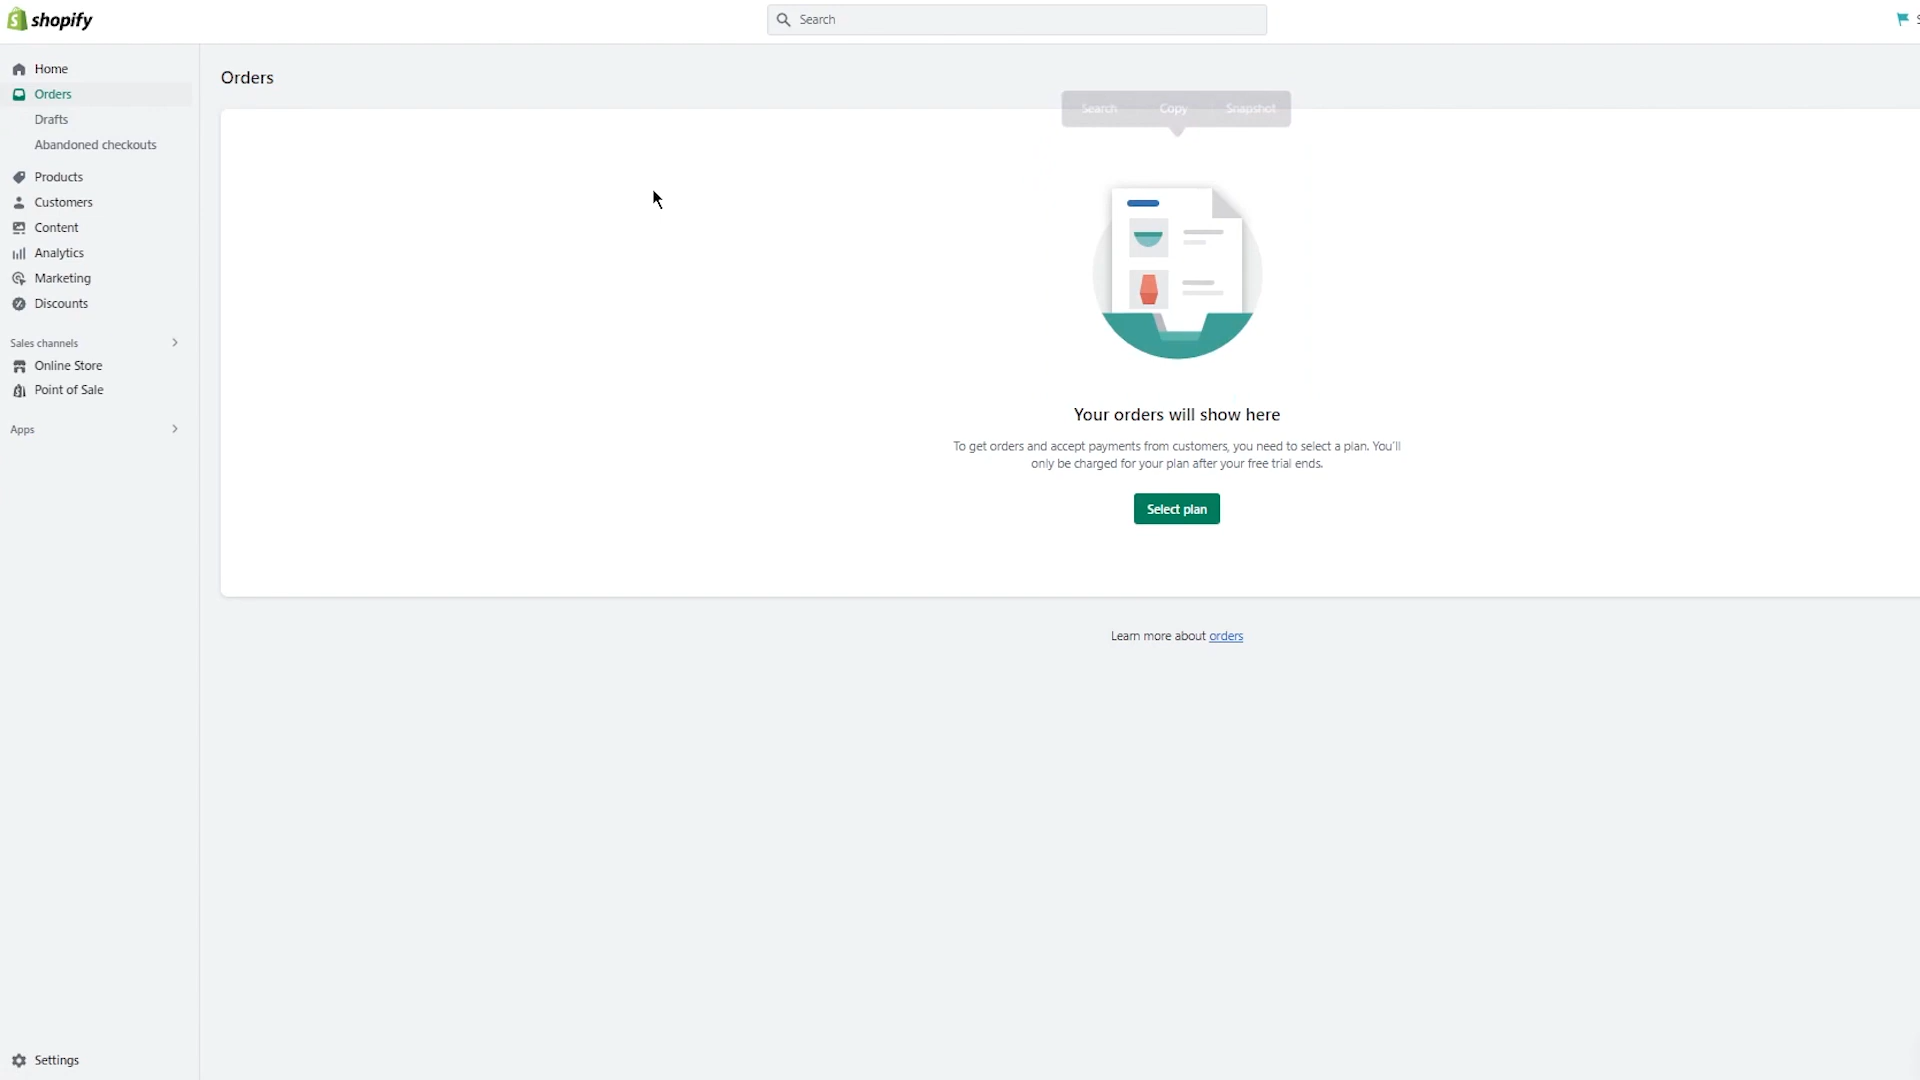 shopify
Search
S
Home
Orders
Drafts
Abandoned checkouts
Products
Customers
Content
Analytics
Marketing
Discounts
Sales channels
Online Store
Point of Sale
Apps
Settings
Orders
Search Copy Snapshot
Your orders will show here
To get orders and accept payments from customers, you need to select a plan. You'll
only be charged for your plan after your free trial ends.
Select plan
Learn more about orders